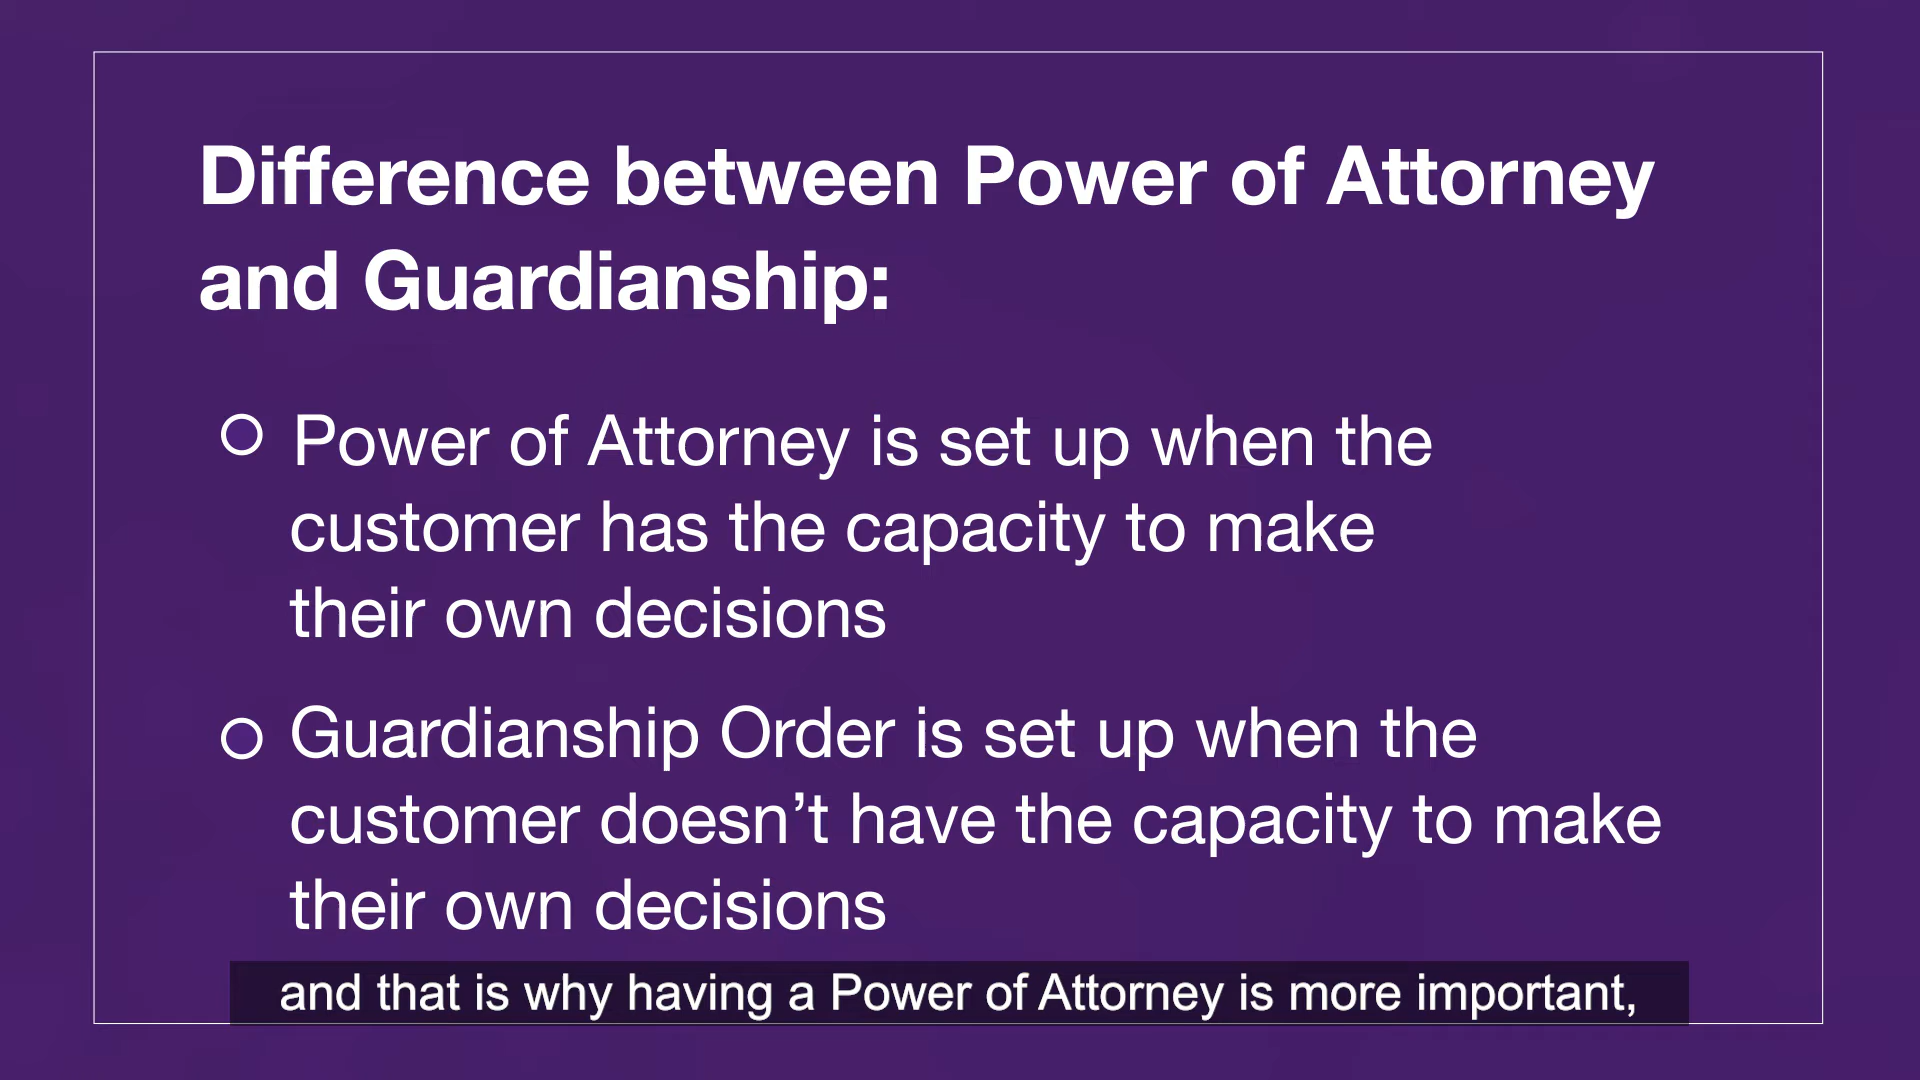 Difference between Power of Attorney
and Guardianship:
Power of Attorney is set up when the
customer has the capacity to make
their own decisions
Guardianship Order is set up when the
customer doesn’t have the capacity to make
their own decisions
and that is why having a Power of Attorney is more important,